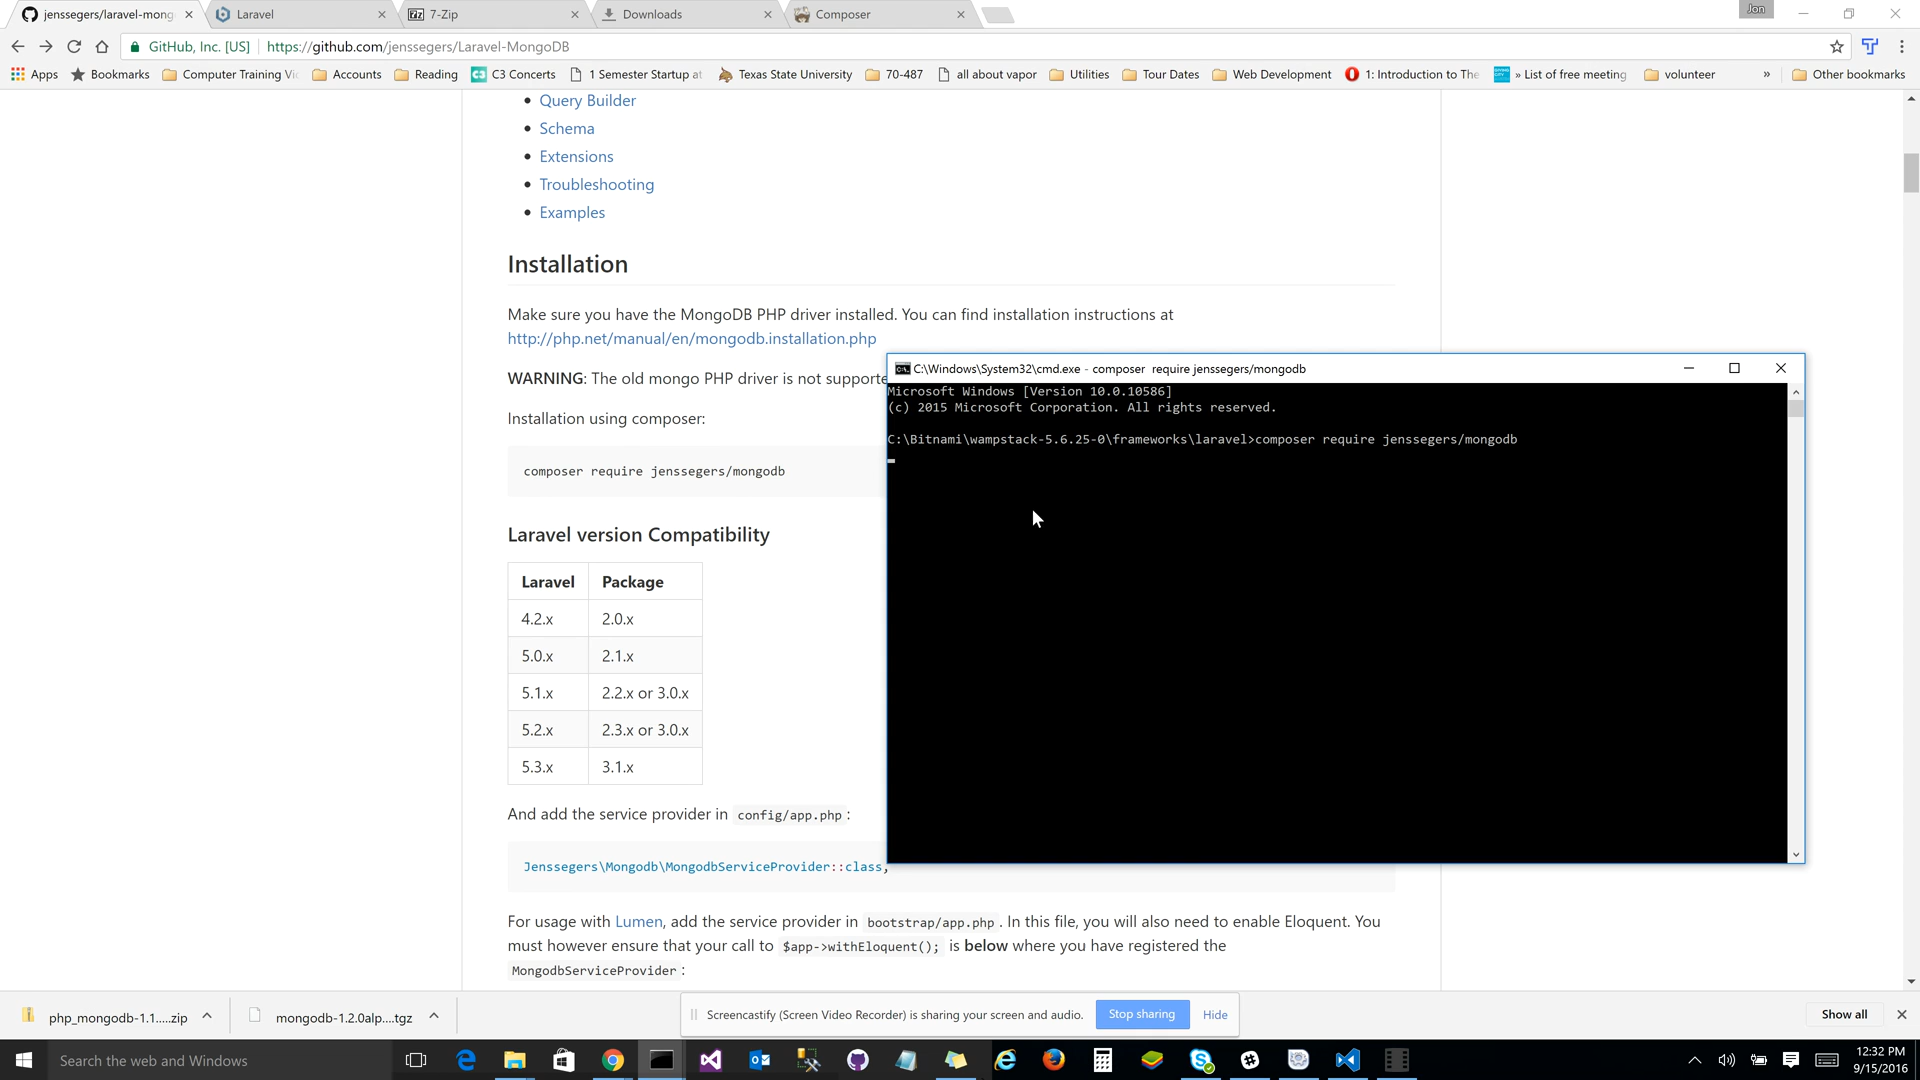 jenssegers/laravel-mong
Laravel
7-Zip
Downloads
Composer
Jon
GitHub, Inc. [US]
https://github.com/jenssegers/Laravel-MongoDB
Apps
Bookmarks
Computer Training Vi
Accounts
Reading
C3 Concerts
1 Semester Startup at
Texas State University
70-487
all about vapor
Utilities
Tour Dates
Web Development
1: Introduction to The
» List of free meeting
volunteer
»
Other bookmarks
Query Builder
Schema
Extensions
Troubleshooting
Examples
Installation
Make sure you have the MongoDB PHP driver installed. You can find installation instructions at
http://php.net/manual/en/mongodb.installation.php
WARNING: The old mongo PHP driver is not supporte
Installation using composer:
composer require jenssegers/mongodb
Laravel version Compatibility
Laravel Package
4.2.x 2.0.x
5.0.x 2.1.x
5.1.x 2.2.x or 3.0.x
5.2.x 2.3.x or 3.0.x
5.3.x 3.1.x
And add the service provider in config/app.php :
Jenssegers\Mongodb\MongodbServiceProvider::class,
For usage with Lumen, add the service provider in bootstrap/app.php . In this file, you will also need to enable Eloquent. You
must however ensure that your call to $app->withEloquent(); is below where you have registered the
MongodbServiceProvider :
C:\Windows\System32\cmd.exe - composer require jenssegers/mongodb
Microsoft Windows [Version 10.0.10586]
(c) 2015 Microsoft Corporation. All rights reserved.
C:\Bitnami\wampstack-5.6.25-0\frameworks\laravel>composer require jenssegers/mongodb
php_mongodb-1.1.....zip
mongodb-1.2.0alp....tgz
Screencastify (Screen Video Recorder) is sharing your screen and audio.
Stop sharing
Hide
Show all
Search the web and Windows
12:32 PM
9/15/2016